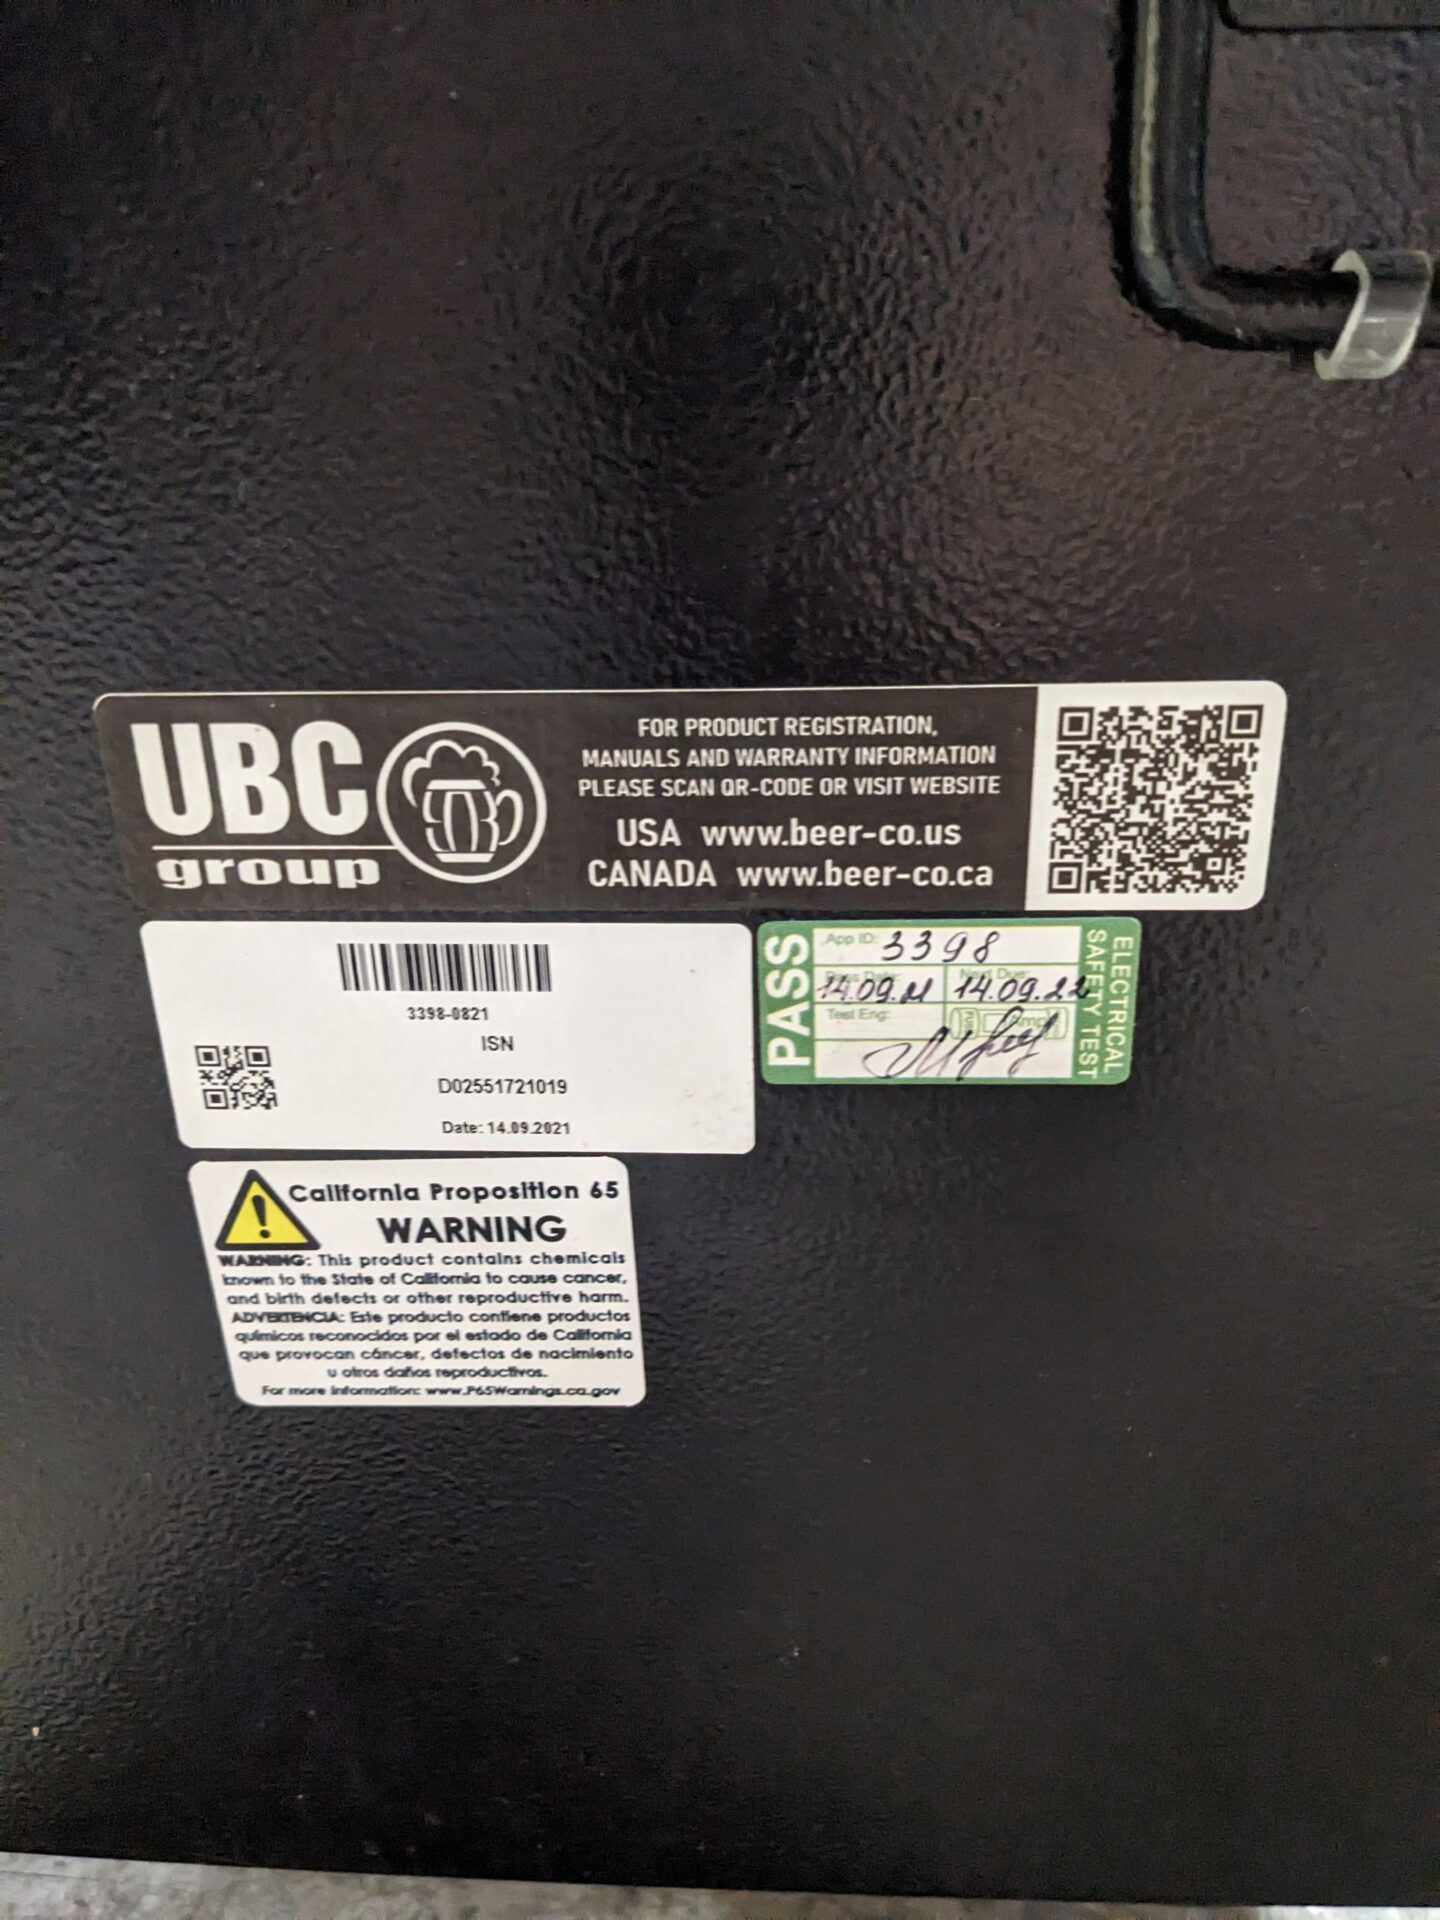 UBC
group
FOR PRODUCT REGISTRATION,
MANUALS AND WARRANTY INFORMATION
PLEASE SCAN QR-CODE OR VISIT WEBSITE
USA www.beer-co.us
CANADA www.beer-co.ca
3398-0821
ISN
D02551721019
Date: 14.09.2021
PASS
App ID: 3398
Pass Date: Next Due:
14.09.21 14.09.22
Test Eng: Amp
ELECTRICAL
SAFETY TEST
California Proposition 65
WARNING
WARNING: This product contains chemicals
known to the State of California to cause cancer,
and birth defects or other reproductive harm.
ADVERTENCIA: Este producto contiene productos
químicos reconocidos por el estado de California
que provocan cáncer, defectos de nacimiento
u otros daños reproductivos.
For more information: www.P65Warnings.ca.gov